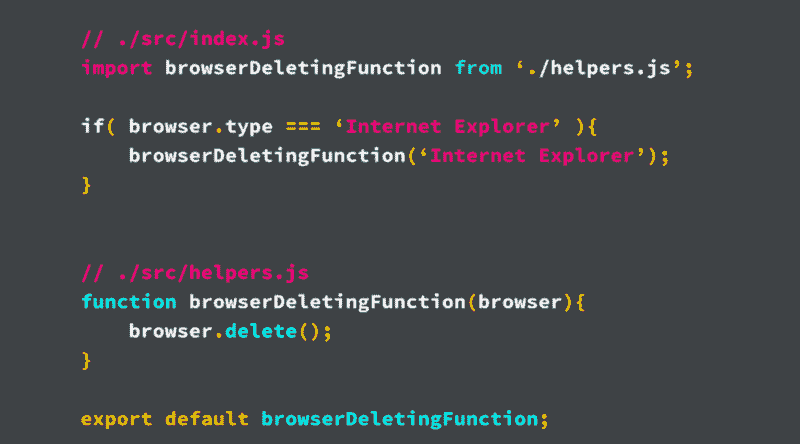 // ./src/index.js
import browserDeletingFunction from ‘./helpers.js’;
if( browser.type === ‘Internet Explorer’ ){
browserDeletingFunction(‘Internet Explorer’);
}
// ./src/helpers.js
function browserDeletingFunction(browser){
browser.delete();
}
export default browserDeletingFunction;